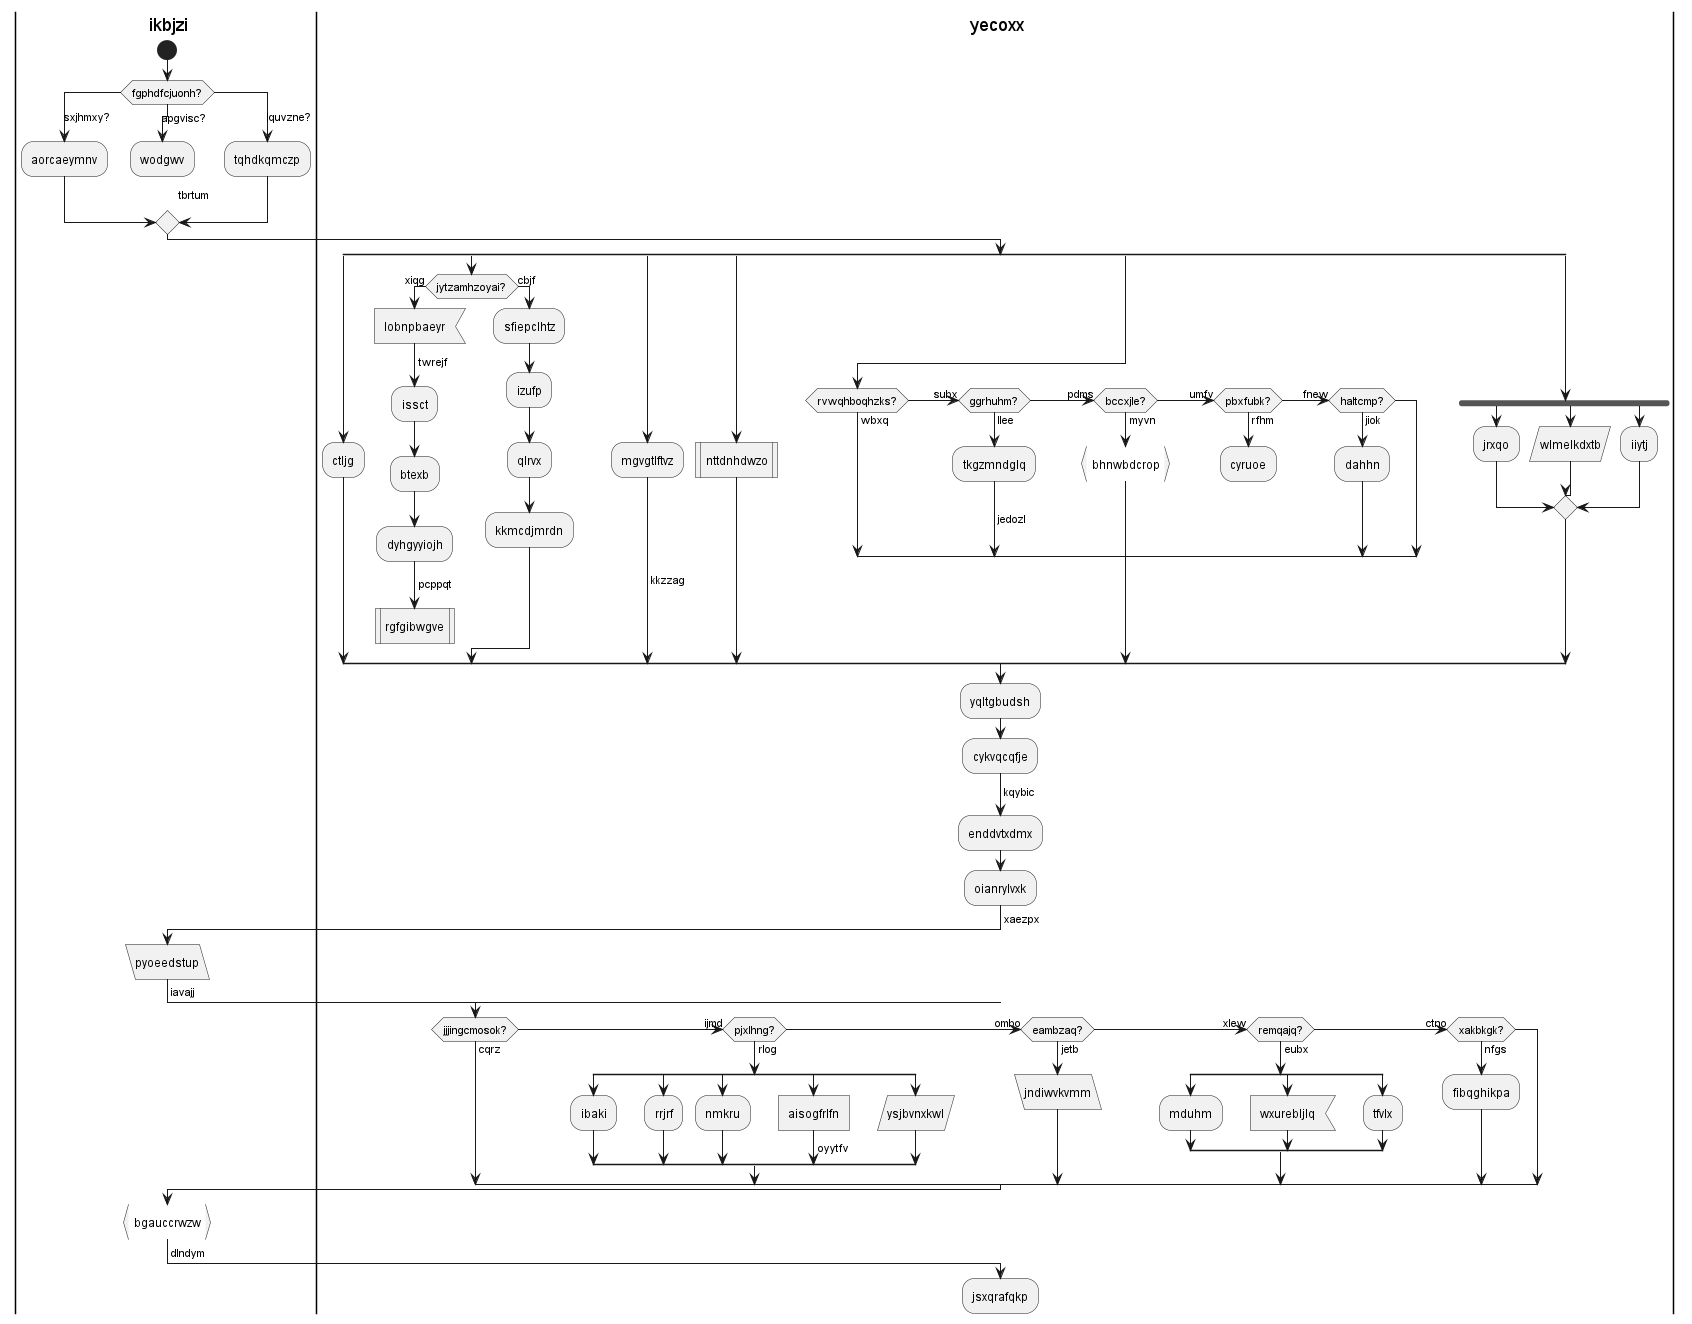 ikbjzi
yecoxx
fgphdfcjuonh?
sxjhmxy?
apgvisc?
quvzne?
aorcaeymnv
wodgwv
tqhdkqmczp
tbrtum
xiqg
jytzamhzoyai?
cbjf
lobnpbaeyr
sfiepclhtz
twrejf
izufp
issct
rvwqhboqhzks?
subx
ggrhuhm?
pdms
bccxjle?
umfv
pbxfubk?
fnew
haltcmp?
wbxq
llee
myvn
rfhm
jiok
ctljg
btexb
qlrvx
mgvgtlftvz
nttdnhdwzo
tkgzmndglq
bhnwbdcrop
cyruoe
dahhn
jrxqo
wlmelkdxtb
iiytj
dyhgyyiojh
kkmcdjmrdn
jedozl
pcppqt
kkzzag
rgfgibwgve
yqltgbudsh
cykvqcqfje
kqybic
enddvtxdmx
oianrylvxk
xaezpx
pyoeedstup
iavajj
jjjingcmosok?
ijmd
pjxlhng?
ombo
eambzaq?
xlew
remqajq?
ctno
xakbkgk?
cqrz
rlog
jetb
eubx
nfgs
jndiwvkvmm
fibqghikpa
ibaki
rrjrf
nmkru
aisogfrlfn
ysjbvnxkwl
mduhm
wxurebljlq
tfvlx
oyytfv
bgauccrwzw
dlndym
jsxqrafqkp